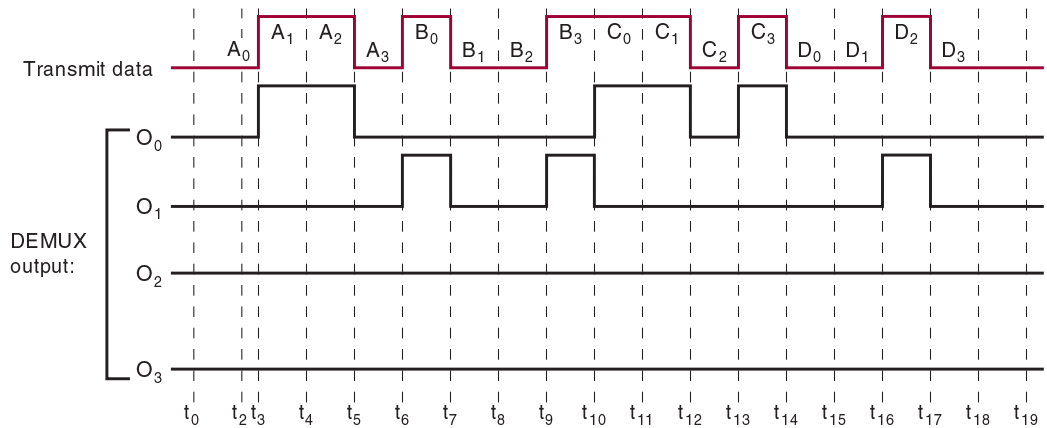 A₀ A₁ A₂ A₃ B₀ B₁ B₂ B₃ C₀ C₁ C₂ C₃ D₀ D₁ D₂ D₃
Transmit data
O₀
O₁
DEMUX
output:
O₂
O₃
t₀ t₂ t₃ t₄ t₅ t₆ t₇ t₈ t₉ t₁₀ t₁₁ t₁₂ t₁₃ t₁₄ t₁₅ t₁₆ t₁₇ t₁₈ t₁₉